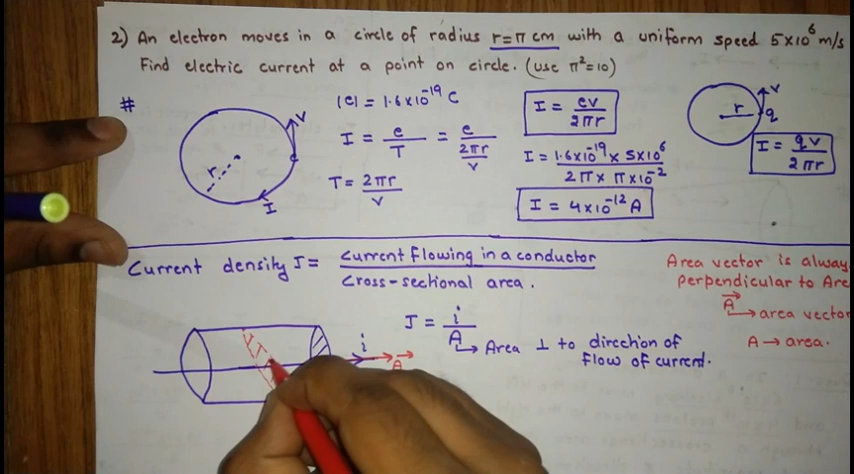 2) An electron moves in a circle of radius r=π cm with a uniform speed 5×10⁶ m/s
Find electric current at a point on circle. (use π²=10)
#
V
r
I
|e| = 1.6×10⁻¹⁹ C
I = e/T = e/(2πr/v)
T = 2πr/v
I = ev/2πr
I = 1.6×10⁻¹⁹ × 5×10⁶ / 2π × π×10⁻²
I = 4×10⁻¹² A
V
r
q
I = qv/2πr
Current density J = Current flowing in a conductor / Cross-sectional area.
i
A⃗
J = i/A
↳ Area ⊥ to direction of
flow of current.
Area vector is alway
perpendicular to Are
A⃗
↳ area vector
A → area.